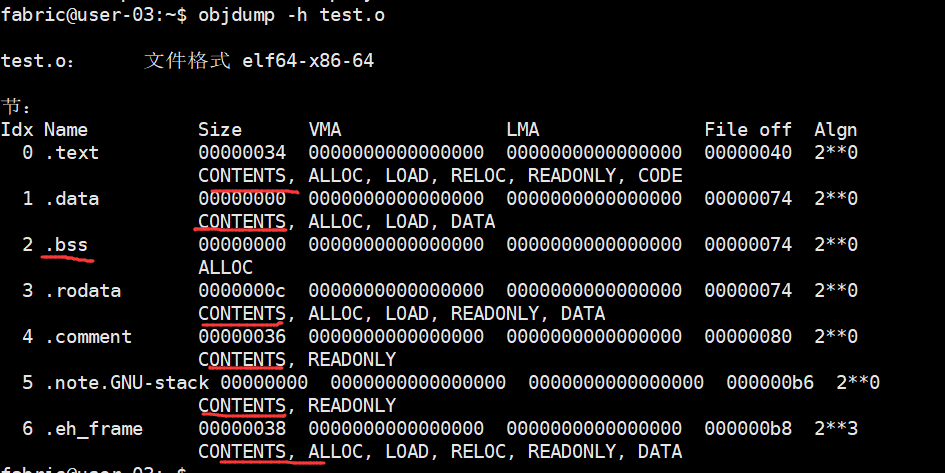 fabric@user-03:~$ objdump -h test.o
test.o：     文件格式 elf64-x86-64
节：
Idx Name          Size      VMA               LMA               File off  Algn
  0 .text         00000034  0000000000000000  0000000000000000  00000040  2**0
                  CONTENTS, ALLOC, LOAD, RELOC, READONLY, CODE
  1 .data         00000000  0000000000000000  0000000000000000  00000074  2**0
                  CONTENTS, ALLOC, LOAD, DATA
  2 .bss          00000000  0000000000000000  0000000000000000  00000074  2**0
                  ALLOC
  3 .rodata       0000000c  0000000000000000  0000000000000000  00000074  2**0
                  CONTENTS, ALLOC, LOAD, READONLY, DATA
  4 .comment      00000036  0000000000000000  0000000000000000  00000080  2**0
                  CONTENTS, READONLY
  5 .note.GNU-stack 00000000  0000000000000000  0000000000000000  000000b6  2**0
                  CONTENTS, READONLY
  6 .eh_frame     00000038  0000000000000000  0000000000000000  000000b8  2**3
                  CONTENTS, ALLOC, LOAD, RELOC, READONLY, DATA
fabric@user-03:~$